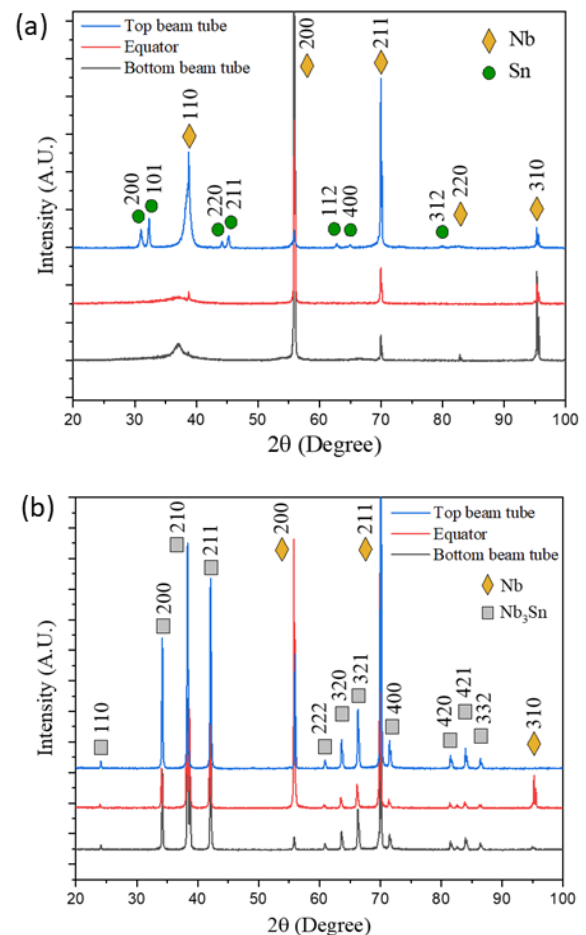 (a)
Top beam tube
Equator
Bottom beam tube
200
211
Nb
Sn
110
200
101
220
211
112
400
312
220
310
Intensity (A.U.)
20 30 40 50 60 70 80 90 100
2θ (Degree)
(b)
210
211
200
211
Top beam tube
Equator
Bottom beam tube
Nb
Nb₃Sn
200
110
222
320
321
400
420
421
332
310
Intensity (A.U.)
20 30 40 50 60 70 80 90 100
2θ (Degree)